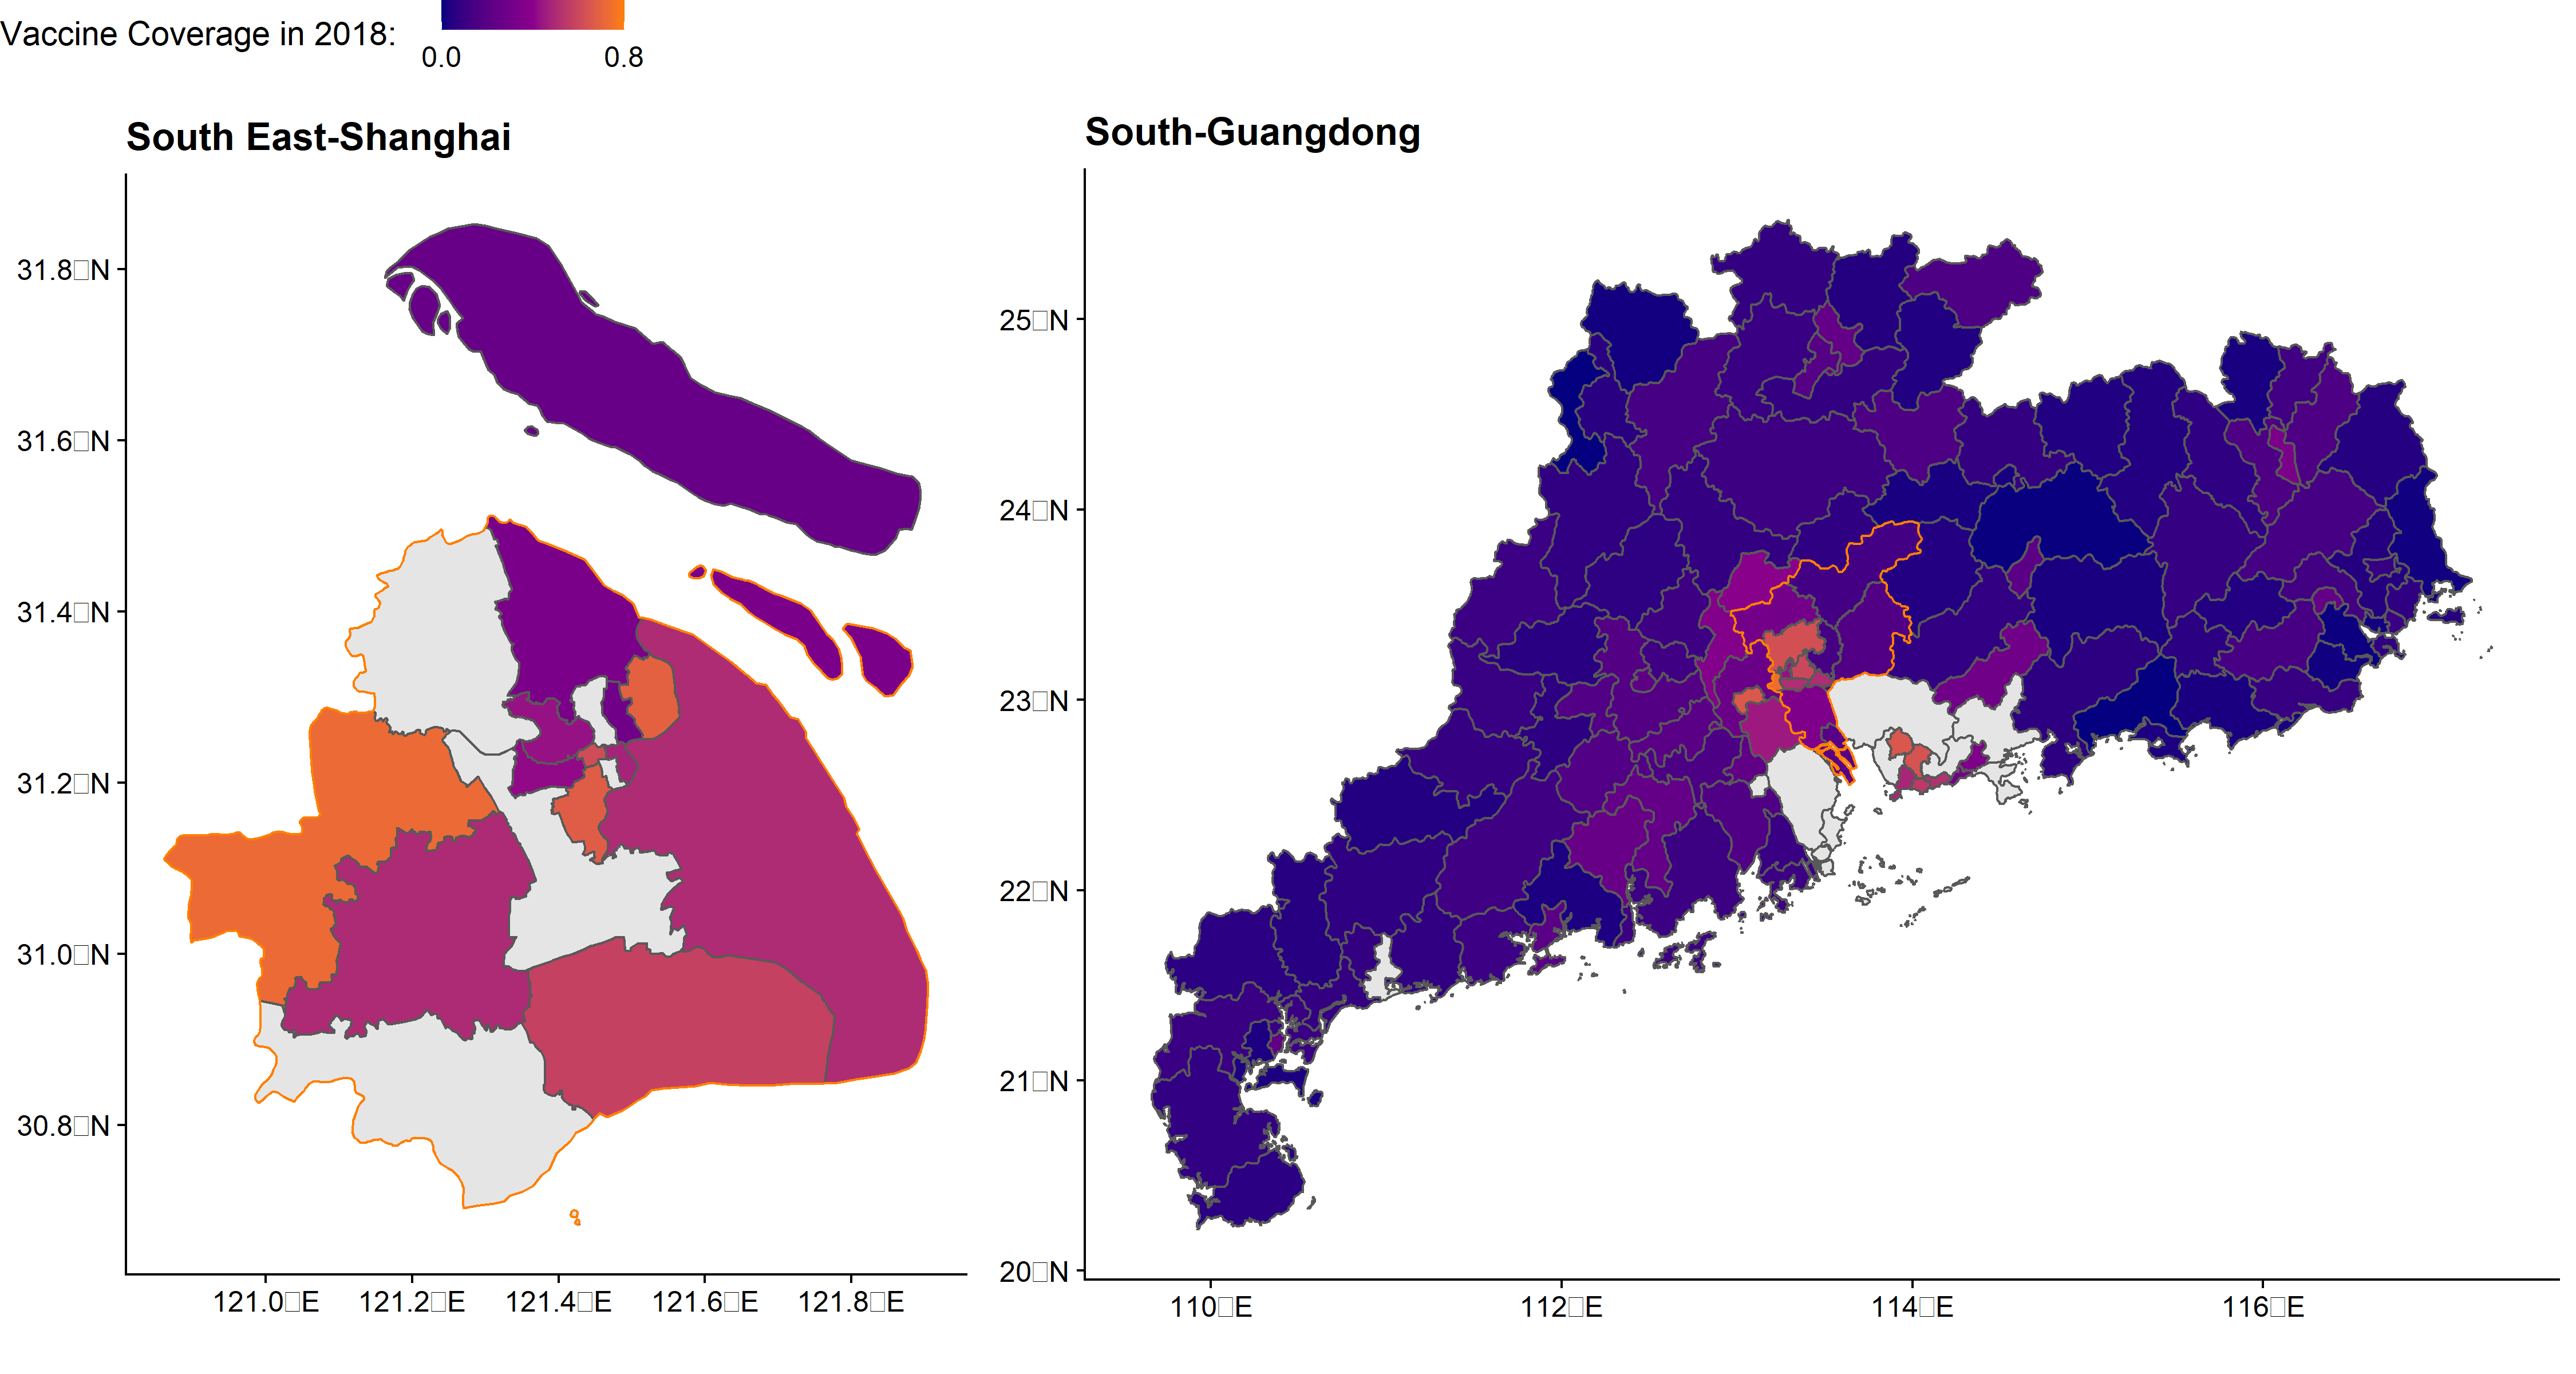 Vaccine Coverage in 2018:
0.0 0.8
South East-Shanghai
31.8□N
31.6□N
31.4□N
31.2□N
31.0□N
30.8□N
121.0□E 121.2□E 121.4□E 121.6□E 121.8□E
South-Guangdong
25□N
24□N
23□N
22□N
21□N
20□N
110□E 112□E 114□E 116□E